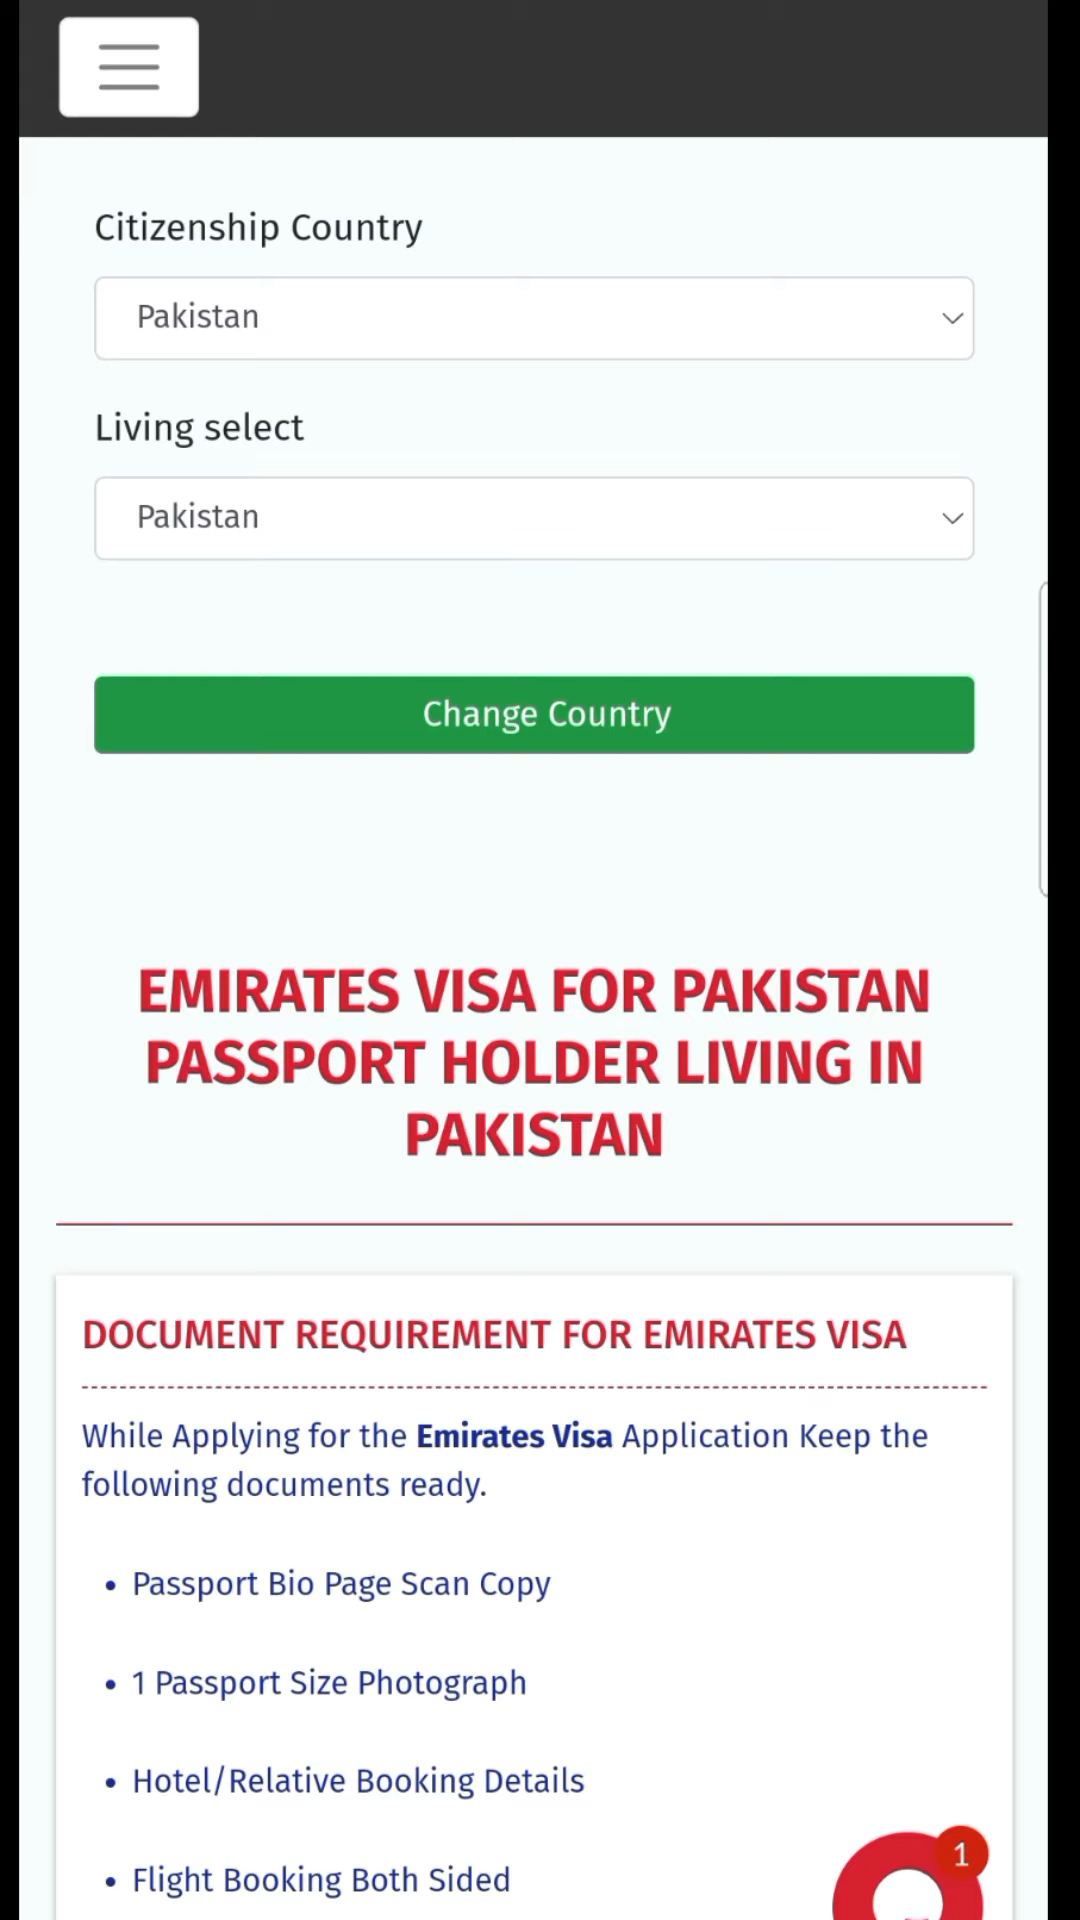 Citizenship Country
Pakistan
Living select
Pakistan
Change Country
EMIRATES VISA FOR PAKISTAN
PASSPORT HOLDER LIVING IN
PAKISTAN
DOCUMENT REQUIREMENT FOR EMIRATES VISA
While Applying for the Emirates Visa Application Keep the
following documents ready.
• Passport Bio Page Scan Copy
• 1 Passport Size Photograph
• Hotel/Relative Booking Details
• Flight Booking Both Sided
1